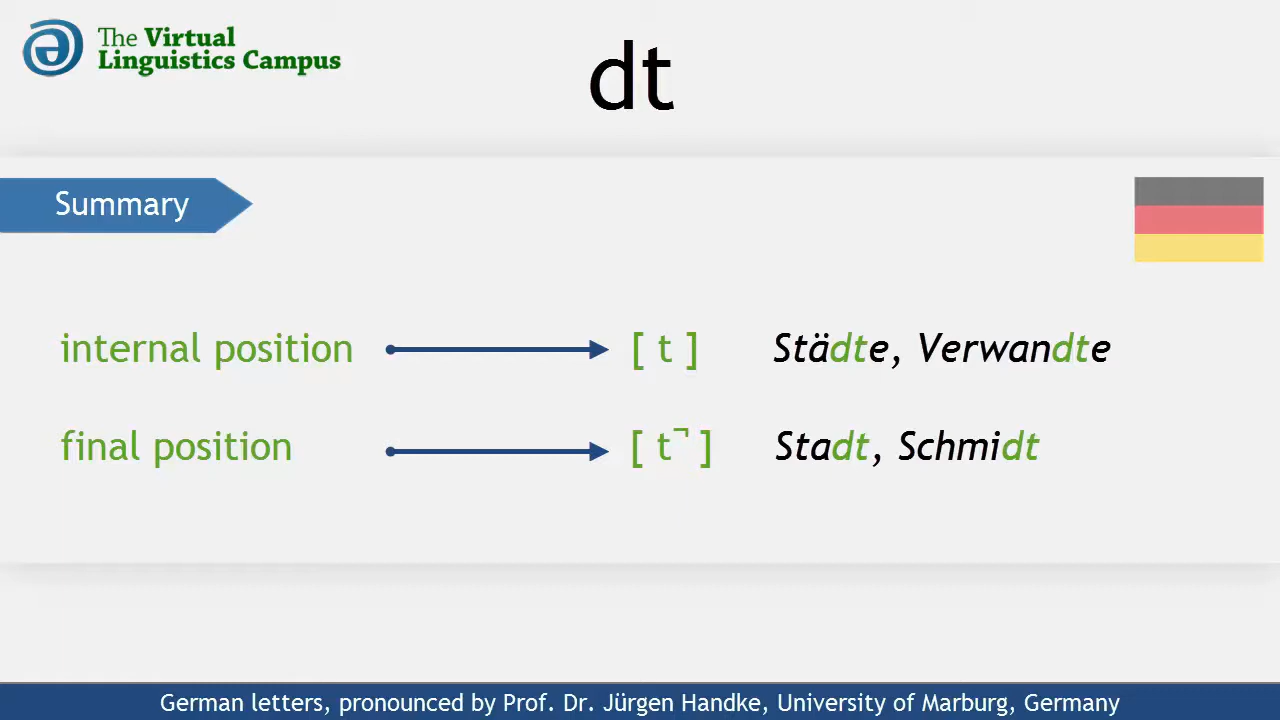 The Virtual
Linguistics Campus
dt
Summary
internal position [ t ] Städte, Verwandte
final position [ t̚ ] Stadt, Schmidt
German letters, pronounced by Prof. Dr. Jürgen Handke, University of Marburg, Germany